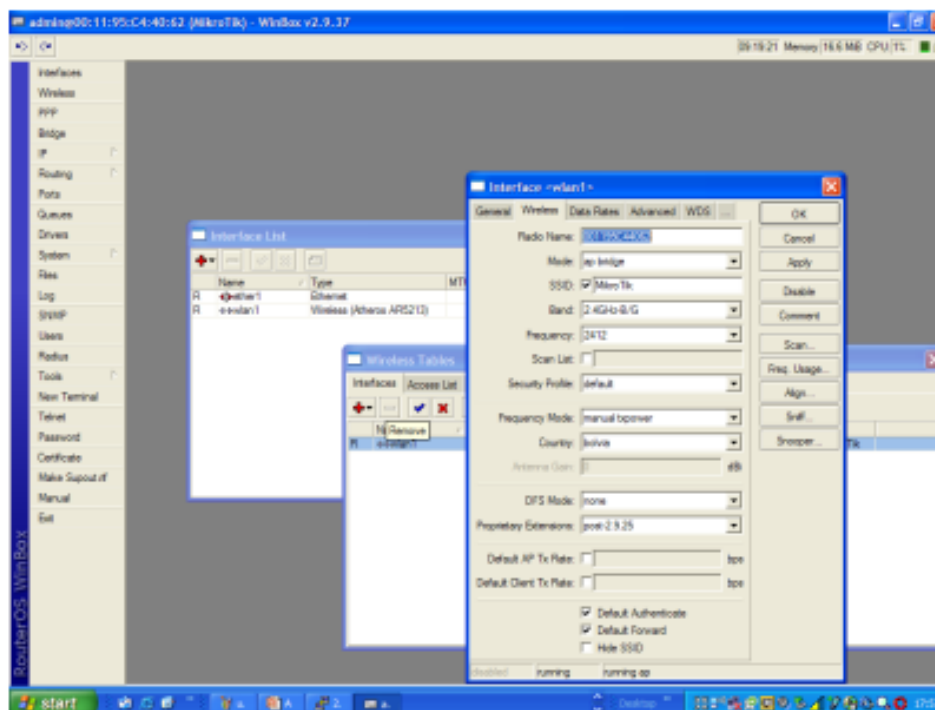 admin@00:11:95:C4:40:62 (MikroTik) - WinBox v2.9.37
09:19:21 Memory: 16.6 MiB CPU: 1%
Interfaces
Wireless
PPP
Bridge
IP
Routing
Ports
Queues
Drivers
System
Files
Log
SNMP
Users
Radius
Tools
New Terminal
Telnet
Password
Certificate
Make Supout.rif
Manual
Exit
RouterOS WinBox
Interface List
Name Type MTU
R ether1 Ethernet
R wlan1 Wireless (Atheros AR5213)
Wireless Tables
Interfaces Access List
Remove
R wlan1
Interface <wlan1>
General Wireless Data Rates Advanced WDS ...
Radio Name: 001195C44062
Mode: ap bridge
SSID: MikroTik
Band: 2.4GHz-B/G
Frequency: 2412
Scan List:
Security Profile: default
Frequency Mode: manual txpower
Country: bolivia
Antenna Gain: 0 dBi
DFS Mode: none
Proprietary Extensions: post-2.9.25
Default AP Tx Rate: bps
Default Client Tx Rate: bps
Default Authenticate
Default Forward
Hide SSID
disabled running running ap
OK
Cancel
Apply
Disable
Comment
Scan...
Freq. Usage...
Align...
Sniff...
Snooper...
start
Desktop